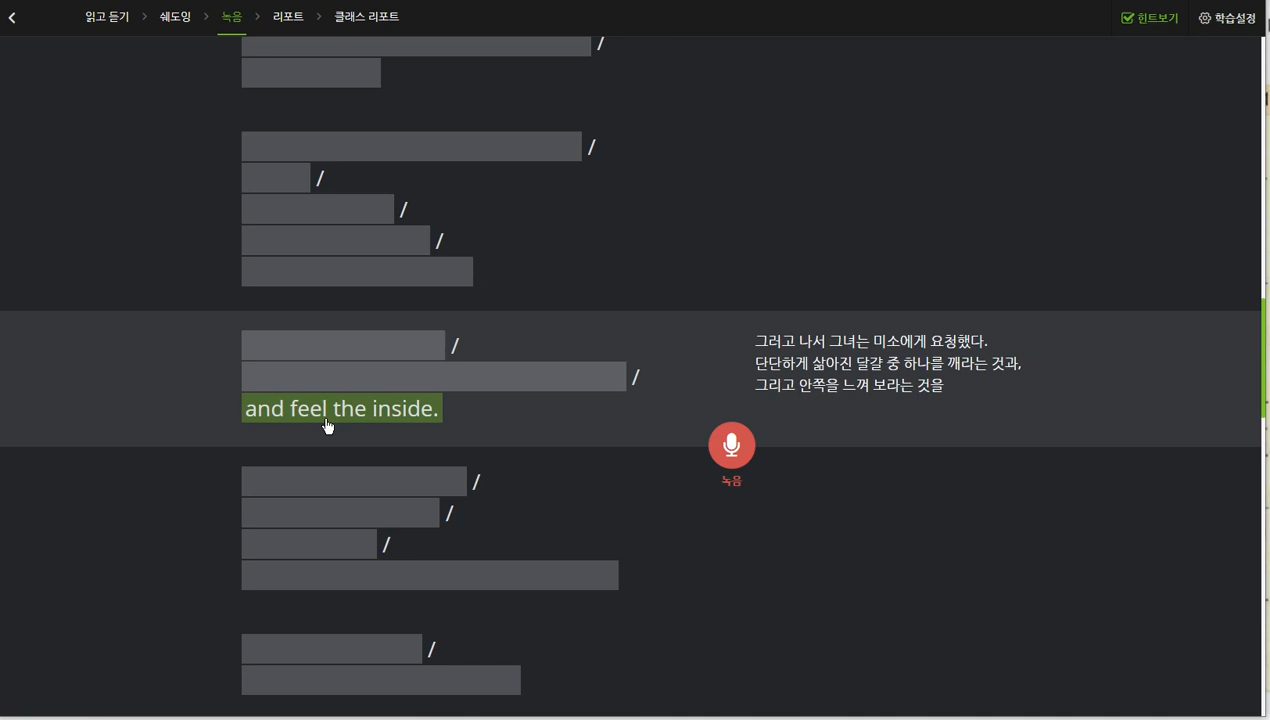 읽고 듣기 > 쉐도잉 > 녹음 > 리포트 > 클래스 리포트
힌트보기
학습설정
/
/
/
/
/
/
그러고 나서 그녀는 미소에게 요청했다.
/
단단하게 삶아진 달걀 중 하나를 깨라는 것과,
and feel the inside.
그리고 안쪽을 느껴 보라는 것을
녹음
/
/
/
/